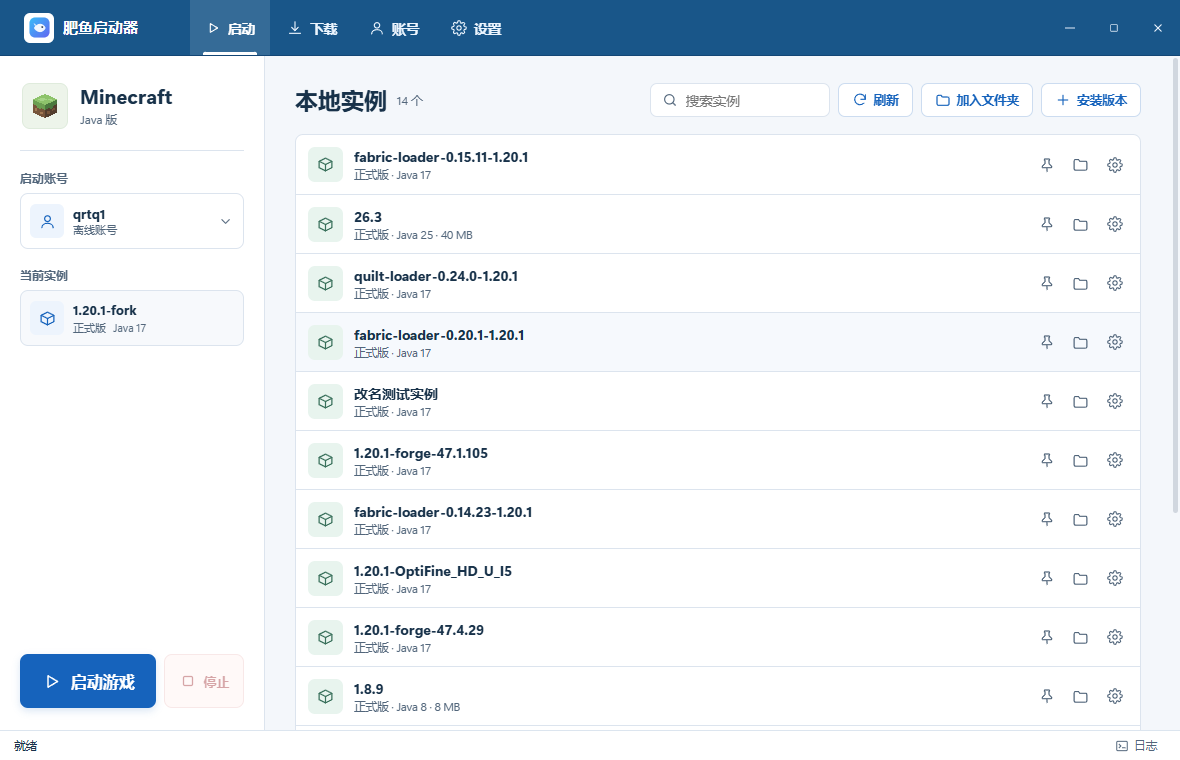 肥鱼启动器
启动
下载
账号
设置
Minecraft
Java 版
启动账号
qrtq1
离线账号
当前实例
1.20.1-fork
正式版 Java 17
启动游戏
停止
本地实例 14 个
搜索实例
刷新
加入文件夹
安装版本
fabric-loader-0.15.11-1.20.1
正式版 · Java 17
26.3
正式版 · Java 25 · 40 MB
quilt-loader-0.24.0-1.20.1
正式版 · Java 17
fabric-loader-0.20.1-1.20.1
正式版 · Java 17
改名测试实例
正式版 · Java 17
1.20.1-forge-47.1.105
正式版 · Java 17
fabric-loader-0.14.23-1.20.1
正式版 · Java 17
1.20.1-OptiFine_HD_U_I5
正式版 · Java 17
1.20.1-forge-47.4.29
正式版 · Java 17
1.8.9
正式版 · Java 8 · 8 MB
就绪
日志